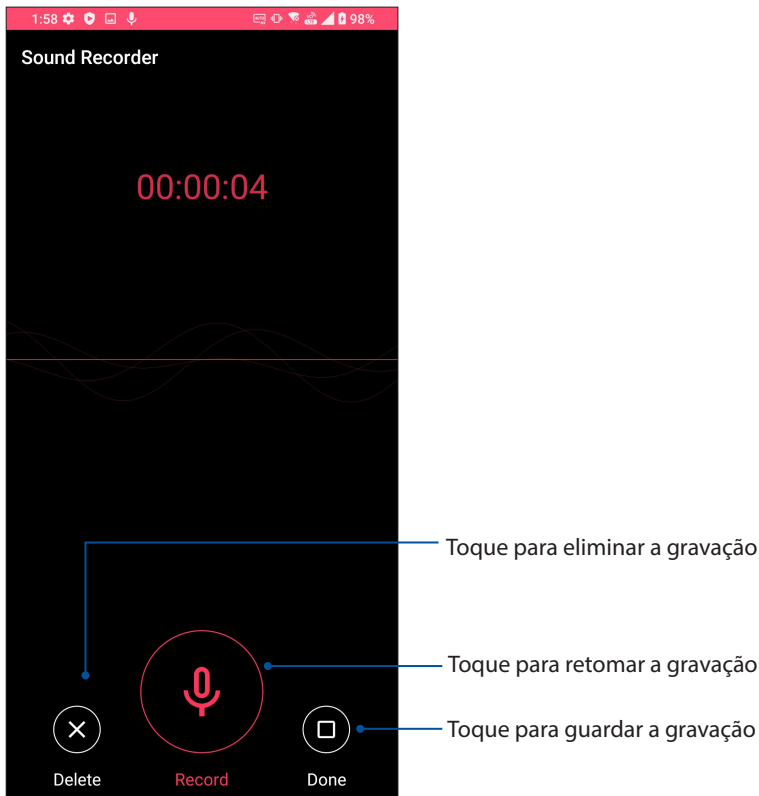 1:58 98%
Sound Recorder
00:00:04
Toque para eliminar a gravação
Toque para retomar a gravação
Toque para guardar a gravação
Delete Record Done